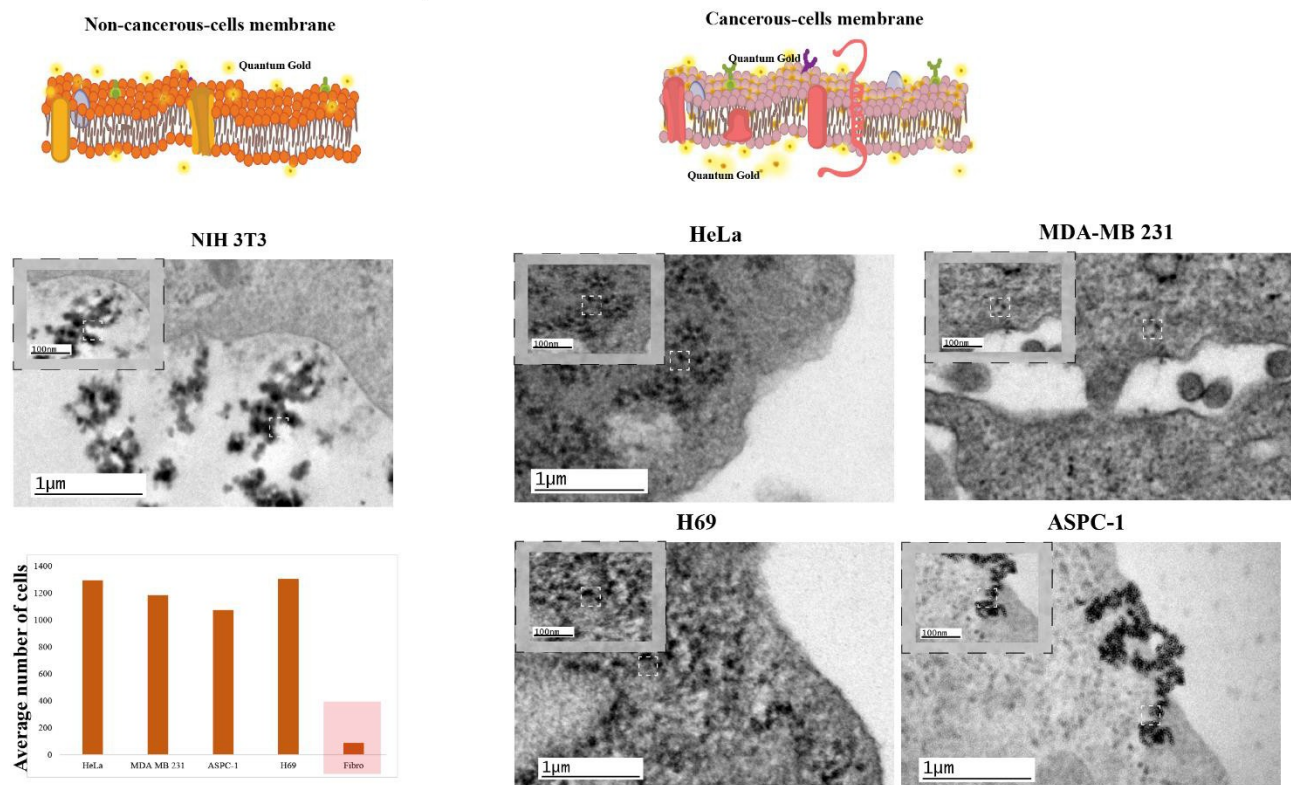 Non-cancerous-cells membrane
Quantum Gold
Cancerous-cells membrane
Quantum Gold
Quantum Gold
NIH 3T3
100nm
1μm
HeLa
100nm
1μm
MDA-MB 231
100nm
1μm
Average number of cells
1400
1200
1000
800
600
400
200
0
HeLa
MDA MB 231
ASPC-1
H69
Fibro
H69
100nm
1μm
ASPC-1
100nm
1μm